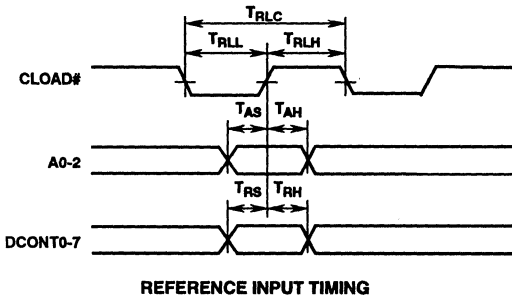 TRLC
TRLL TRLH
CLOAD#
TAS TAH
A0-2
TRS TRH
DCONT0-7
REFERENCE INPUT TIMING